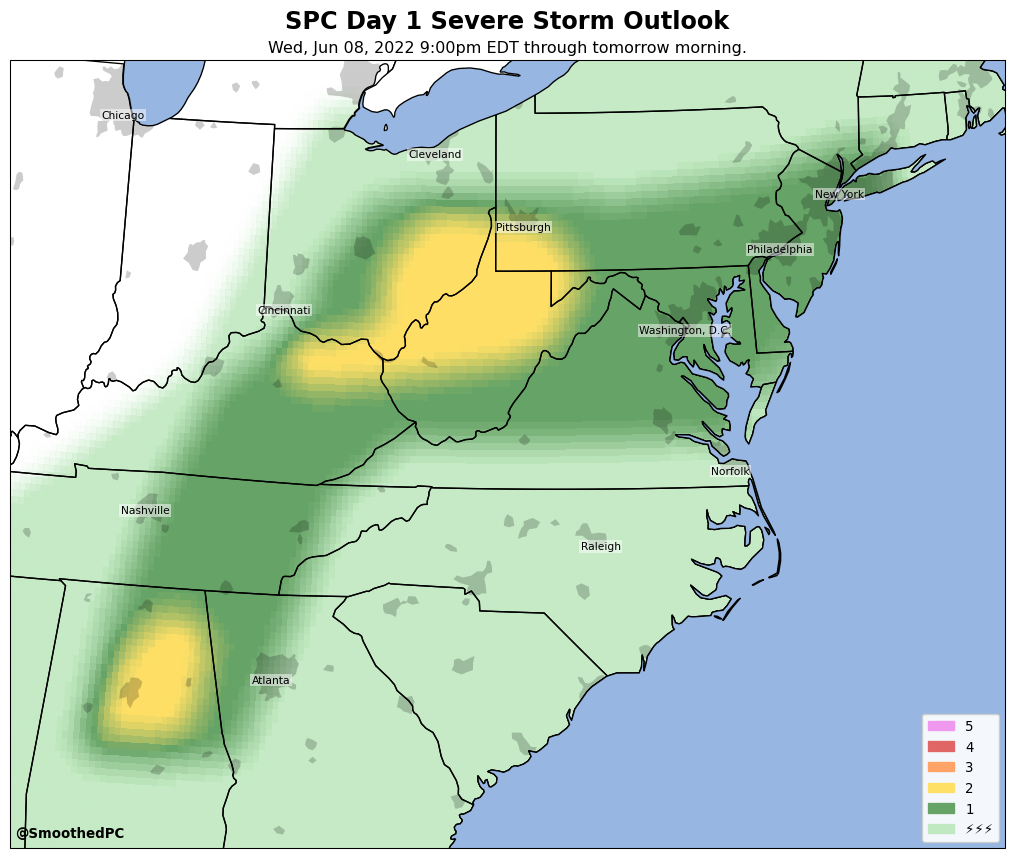 SPC Day 1 Severe Storm Outlook
Wed, Jun 08, 2022 9:00pm EDT through tomorrow morning.
Chicago
Cleveland
New York
Pittsburgh
Philadelphia
Cincinnati
Washington, D.C.
Norfolk
Nashville
Raleigh
Atlanta
5
4
3
2
1
⚡⚡⚡
@SmoothedPC